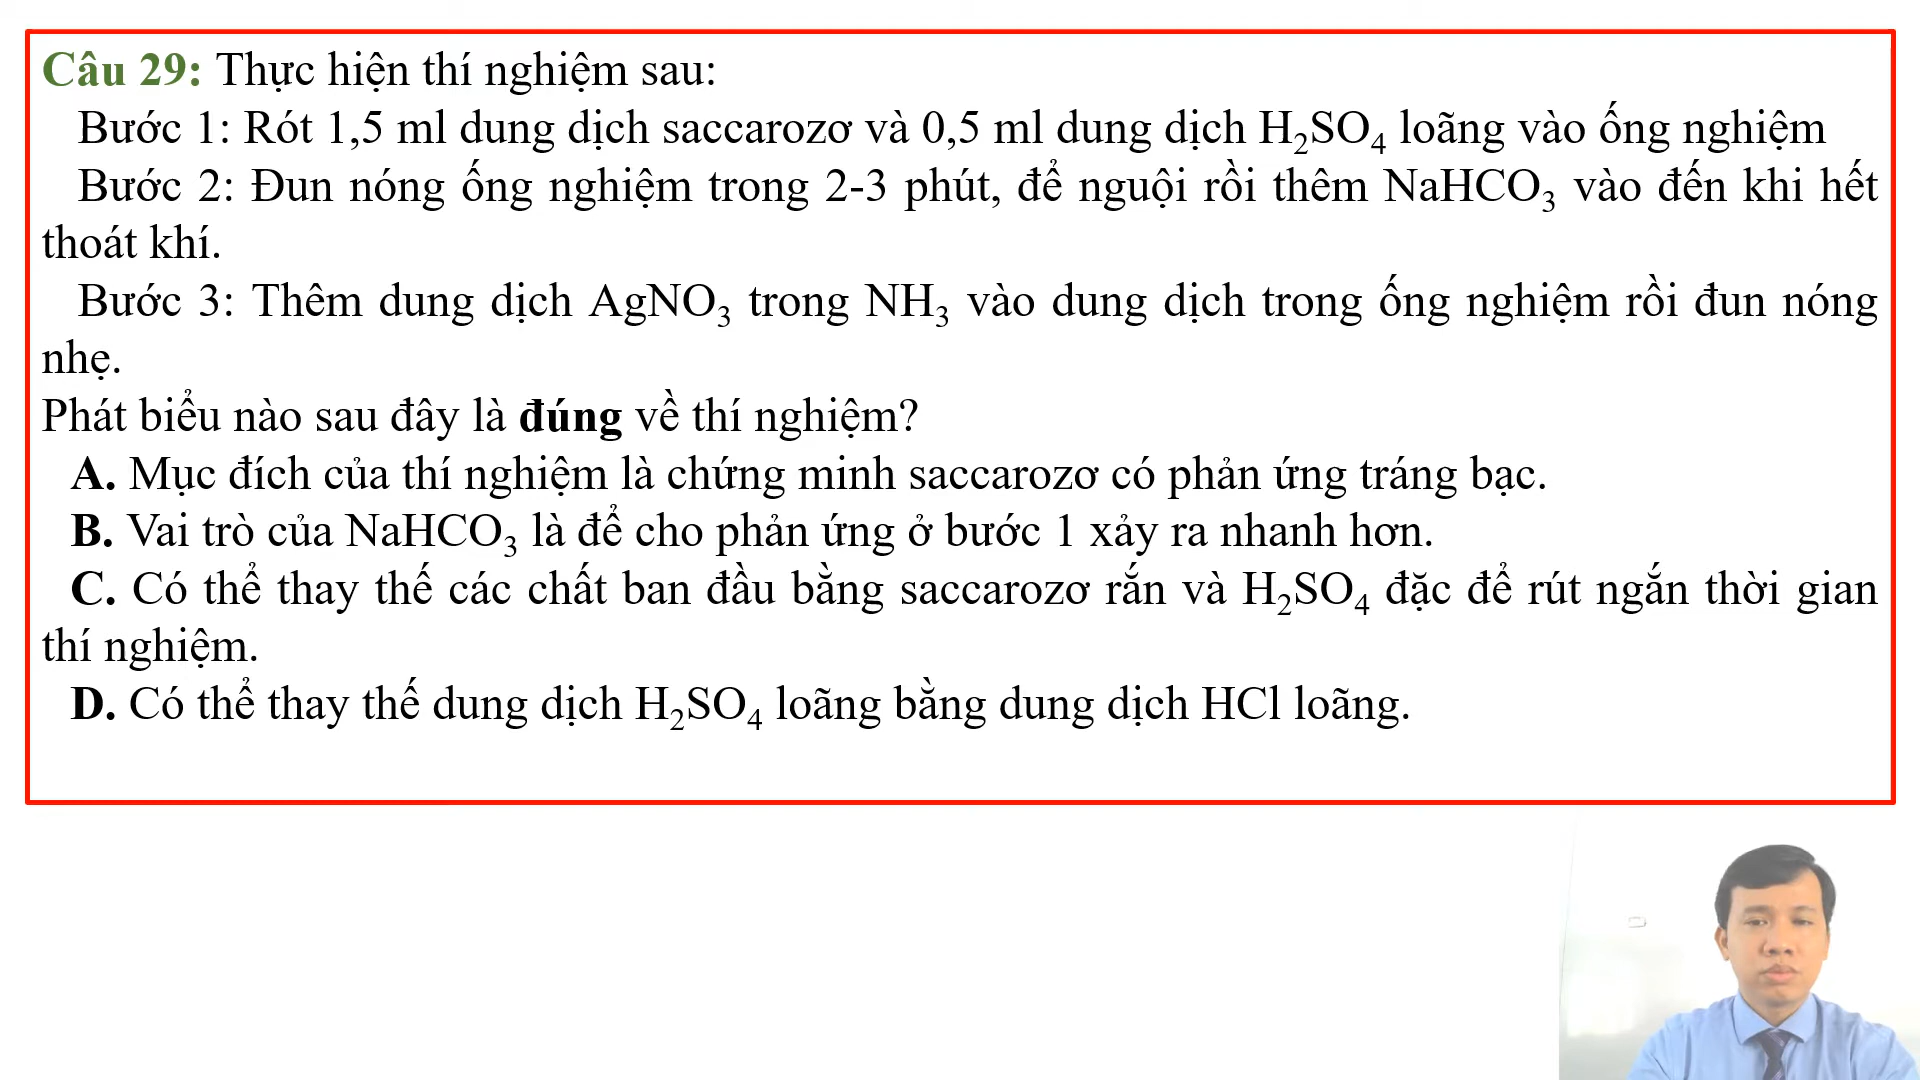 Câu 29: Thực hiện thí nghiệm sau:
Bước 1: Rót 1,5 ml dung dịch saccarozơ và 0,5 ml dung dịch H₂SO₄ loãng vào ống nghiệm
Bước 2: Đun nóng ống nghiệm trong 2-3 phút, để nguội rồi thêm NaHCO₃ vào đến khi hết
thoát khí.
Bước 3: Thêm dung dịch AgNO₃ trong NH₃ vào dung dịch trong ống nghiệm rồi đun nóng
nhẹ.
Phát biểu nào sau đây là đúng về thí nghiệm?
A. Mục đích của thí nghiệm là chứng minh saccarozơ có phản ứng tráng bạc.
B. Vai trò của NaHCO₃ là để cho phản ứng ở bước 1 xảy ra nhanh hơn.
C. Có thể thay thế các chất ban đầu bằng saccarozơ rắn và H₂SO₄ đặc để rút ngắn thời gian
thí nghiệm.
D. Có thể thay thế dung dịch H₂SO₄ loãng bằng dung dịch HCl loãng.